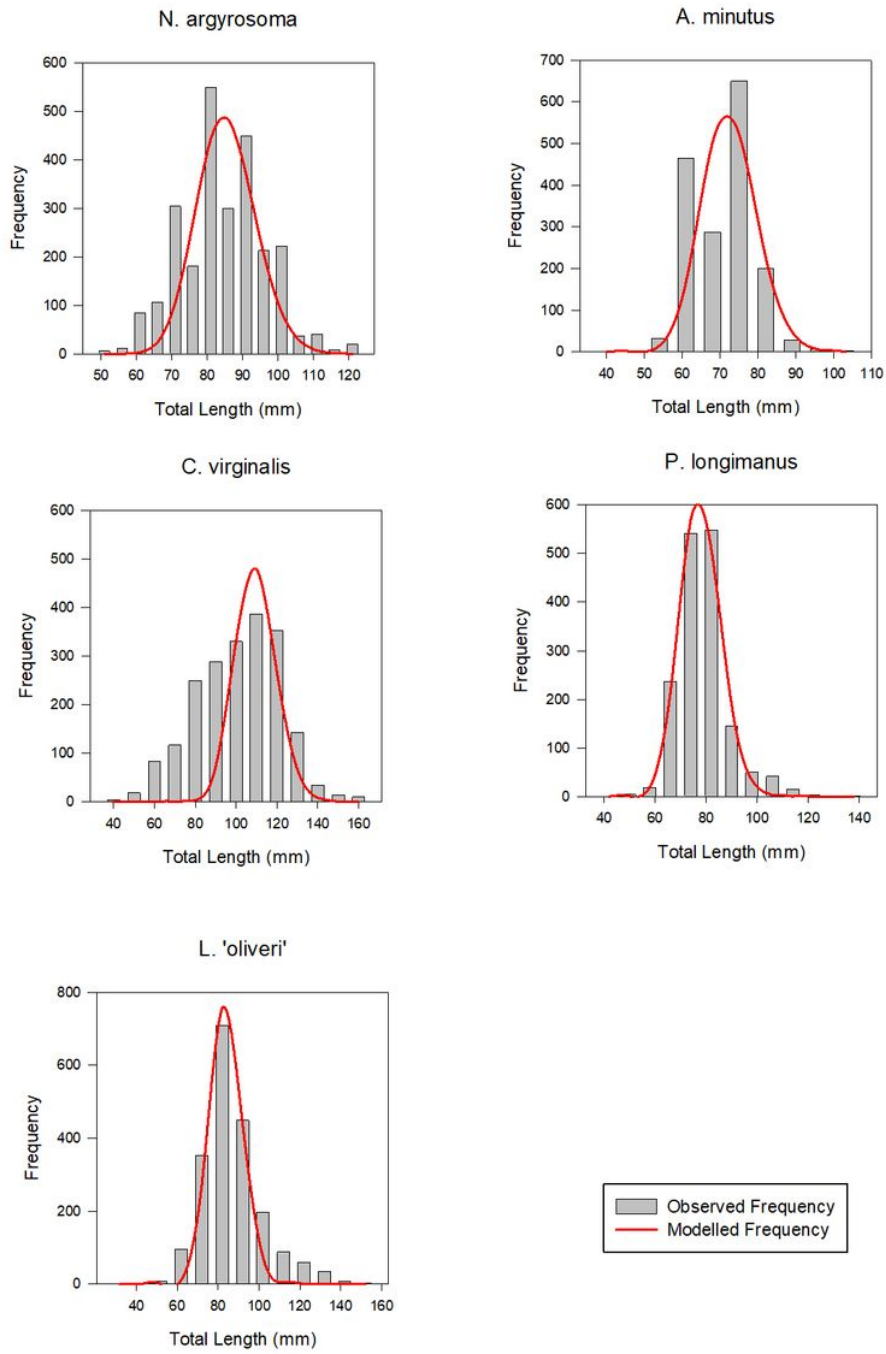 N. argyrosoma
600
500
400
300
200
100
0
Frequency
50 60 70 80 90 100 110 120
Total Length (mm)
A. minutus
700
600
500
400
300
200
100
0
Frequency
40 50 60 70 80 90 100 110
Total Length (mm)
C. virginalis
600
500
400
300
200
100
0
Frequency
40 60 80 100 120 140 160
Total Length (mm)
P. longimanus
600
500
400
300
200
100
0
Frequency
40 60 80 100 120 140
Total Length (mm)
L. 'oliveri'
800
600
400
200
0
Frequency
40 60 80 100 120 140 160
Total Length (mm)
Observed Frequency
Modelled Frequency